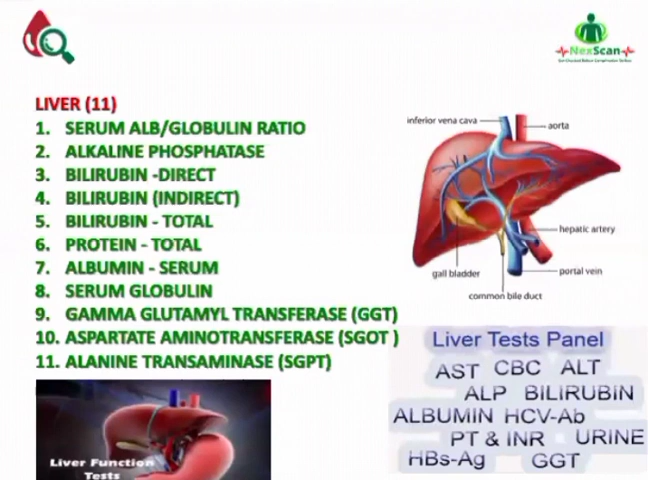 NexScan
LIVER (11)
1. SERUM ALB/GLOBULIN RATIO
2. ALKALINE PHOSPHATASE
3. BILIRUBIN -DIRECT
4. BILIRUBIN (INDIRECT)
5. BILIRUBIN - TOTAL
6. PROTEIN - TOTAL
7. ALBUMIN - SERUM
8. SERUM GLOBULIN
9. GAMMA GLUTAMYL TRANSFERASE (GGT)
10. ASPARTATE AMINOTRANSFERASE (SGOT )
11. ALANINE TRANSAMINASE (SGPT)
inferior vena cava
aorta
hepatic artery
gall bladder
portal vein
common bile duct
Liver Tests Panel
AST CBC ALT
ALP BILIRUBIN
ALBUMIN HCV-Ab
PT & INR URINE
HBs-Ag GGT
Liver Function
Tests